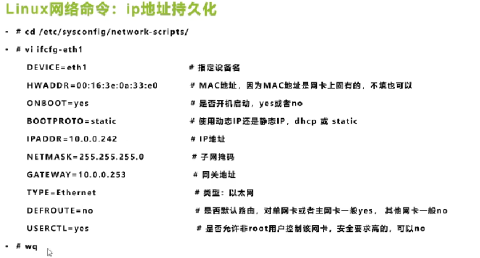 Linux网络命令：ip地址持久化
• # cd /etc/sysconfig/network-scripts/
• # vi ifcfg-eth1
DEVICE=eth1 # 指定设备名
HWADDR=00:16:3e:0a:33:e0 # MAC地址，因为MAC地址是网卡上固有的，不填也可以
ONBOOT=yes # 是否开机启动，yes或者no
BOOTPROTO=static # 使用动态IP还是静态IP，dhcp 或 static
IPADDR=10.0.0.242 # IP地址
NETMASK=255.255.255.0 # 子网掩码
GATEWAY=10.0.0.253 # 网关地址
TYPE=Ethernet # 类型：以太网
DEFROUTE=no # 是否默认路由，对单网卡或者主网卡一般yes， 其他网卡一般no
USERCTL=yes # 是否允许非root用户控制该网卡，安全要求高的，可以no
• # wq